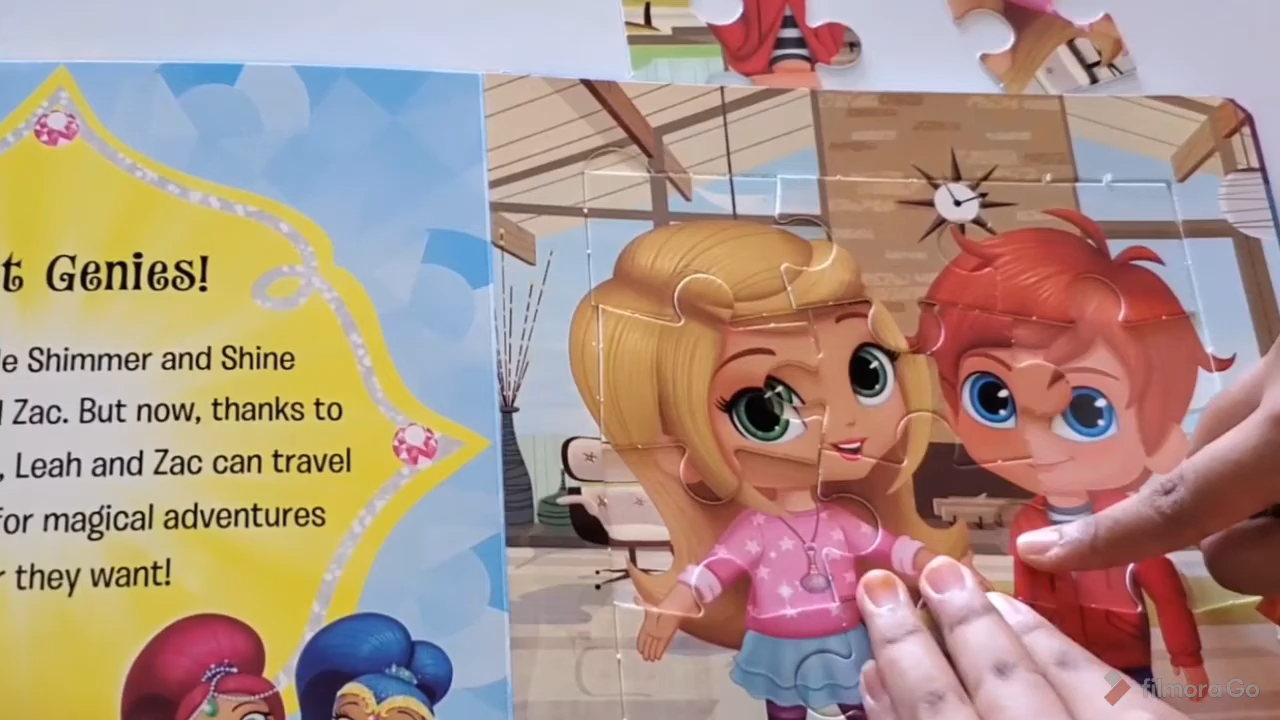 t Genies!
e Shimmer and Shine
Zac. But now, thanks to
, Leah and Zac can travel
for magical adventures
they want!
filmora Go